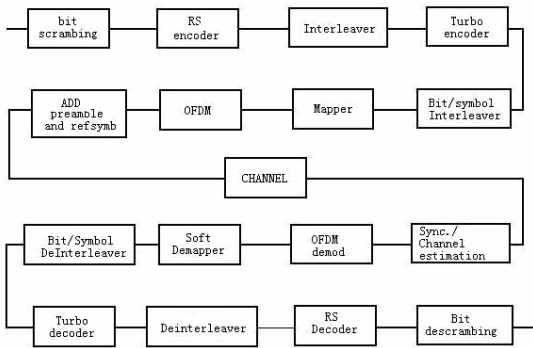 bit
scrambing
RS
encoder
Interleaver
Turbo
encoder
ADD
preamble
and refsymb
OFDM
Mapper
Bit/symbol
Interleaver
CHANNEL
Bit/Symbol
DeInterleaver
Soft
Demapper
OFDM
demod
Sync./
Channel
estimation
Turbo
decoder
Deinterleaver
RS
Decoder
Bit
descrambing